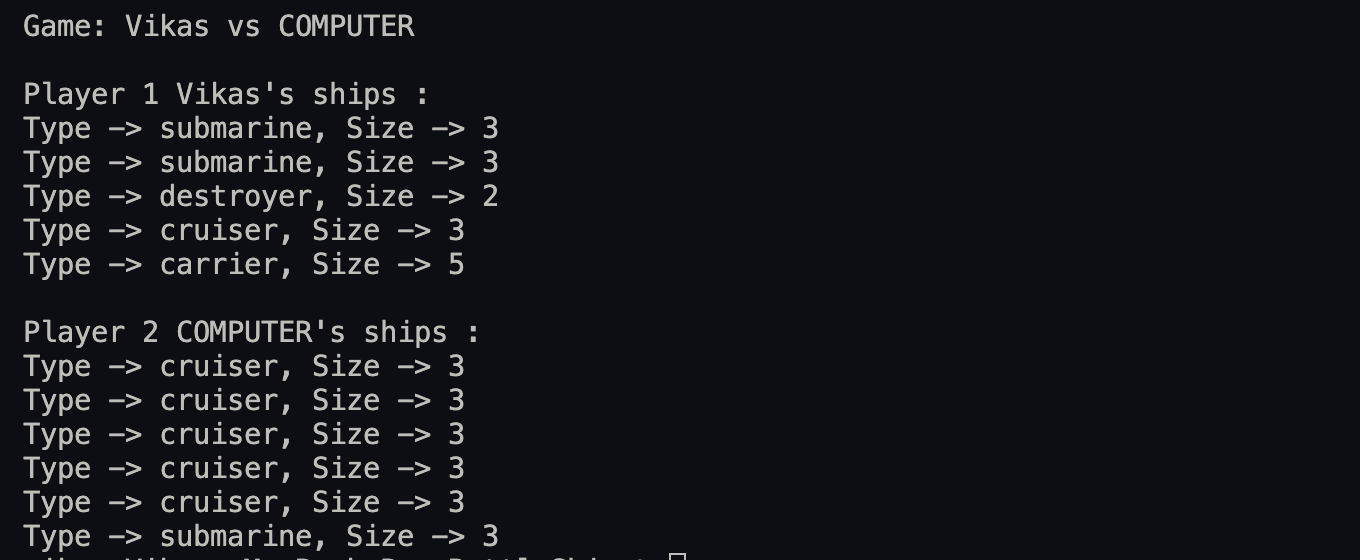 Game: Vikas vs COMPUTER
Player 1 Vikas's ships :
Type -> submarine, Size -> 3
Type -> submarine, Size -> 3
Type -> destroyer, Size -> 2
Type -> cruiser, Size -> 3
Type -> carrier, Size -> 5
Player 2 COMPUTER's ships :
Type -> cruiser, Size -> 3
Type -> cruiser, Size -> 3
Type -> cruiser, Size -> 3
Type -> cruiser, Size -> 3
Type -> cruiser, Size -> 3
Type -> submarine, Size -> 3